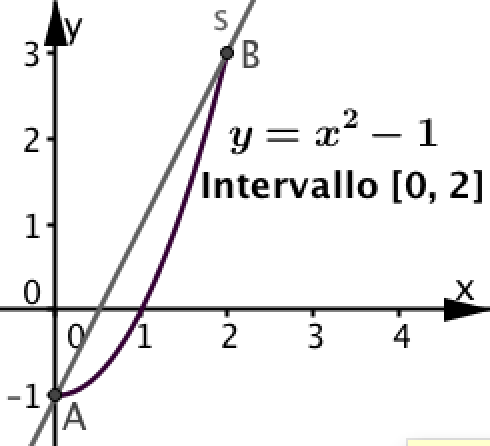 y
s
3
B
2
y = x² − 1
Intervallo [0, 2]
1
0
x
0 1 2 3 4
−1
A